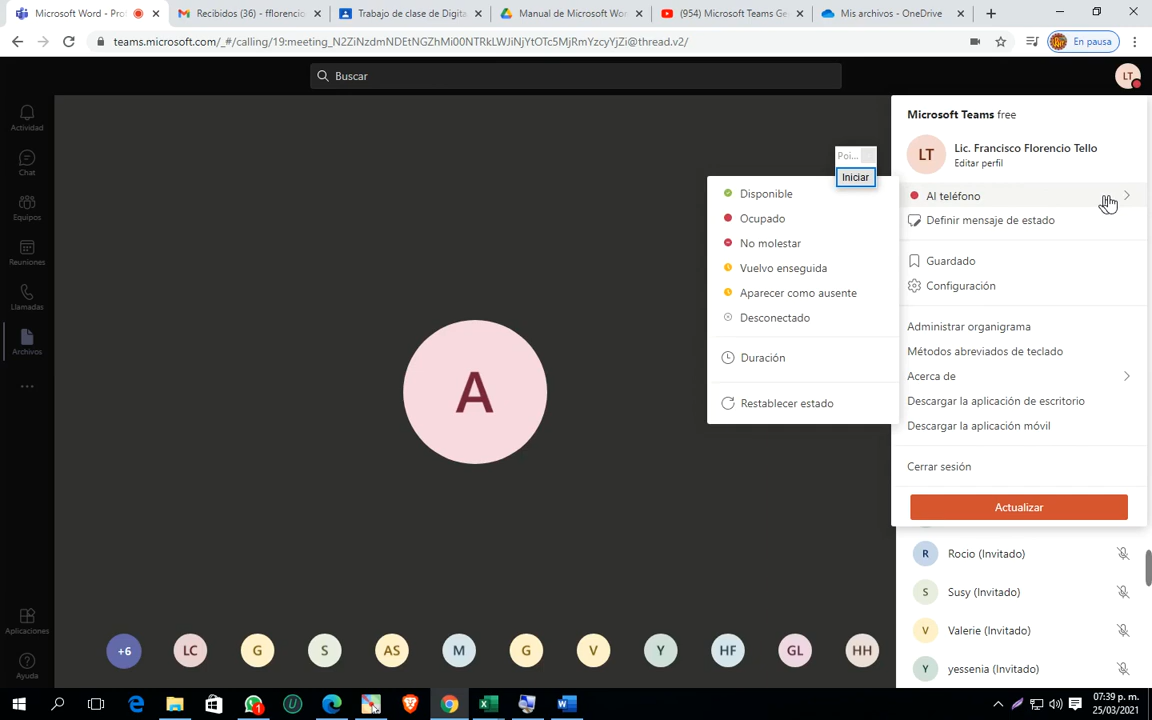 Microsoft Word - Pro
Recibidos (36) - fflorencio
Trabajo de clase de Digita
Manual de Microsoft Wor
(954) Microsoft Teams Ge
Mis archivos - OneDrive
teams.microsoft.com/_#/calling/19:meeting_N2ZiNzdmNDEtNGZhMi00NTRkLWJiNjYtOTc5MjRmYzcyYjZi@thread.v2/
En pausa
Buscar
LT
Actividad
Chat
Equipos
Reuniones
Llamadas
Archivos
Aplicaciones
Ayuda
Microsoft Teams free
LT
Lic. Francisco Florencio Tello
Editar perfil
Al teléfono
Definir mensaje de estado
Guardado
Configuración
Administrar organigrama
Métodos abreviados de teclado
Acerca de
Descargar la aplicación de escritorio
Descargar la aplicación móvil
Cerrar sesión
Actualizar
Poi...
Iniciar
Disponible
Ocupado
No molestar
Vuelvo enseguida
Aparecer como ausente
Desconectado
Duración
Restablecer estado
A
R Rocio (Invitado)
S Susy (Invitado)
V Valerie (Invitado)
Y yessenia (Invitado)
+6 LC G S AS M G V Y HF GL HH
1
07:39 p. m.
25/03/2021